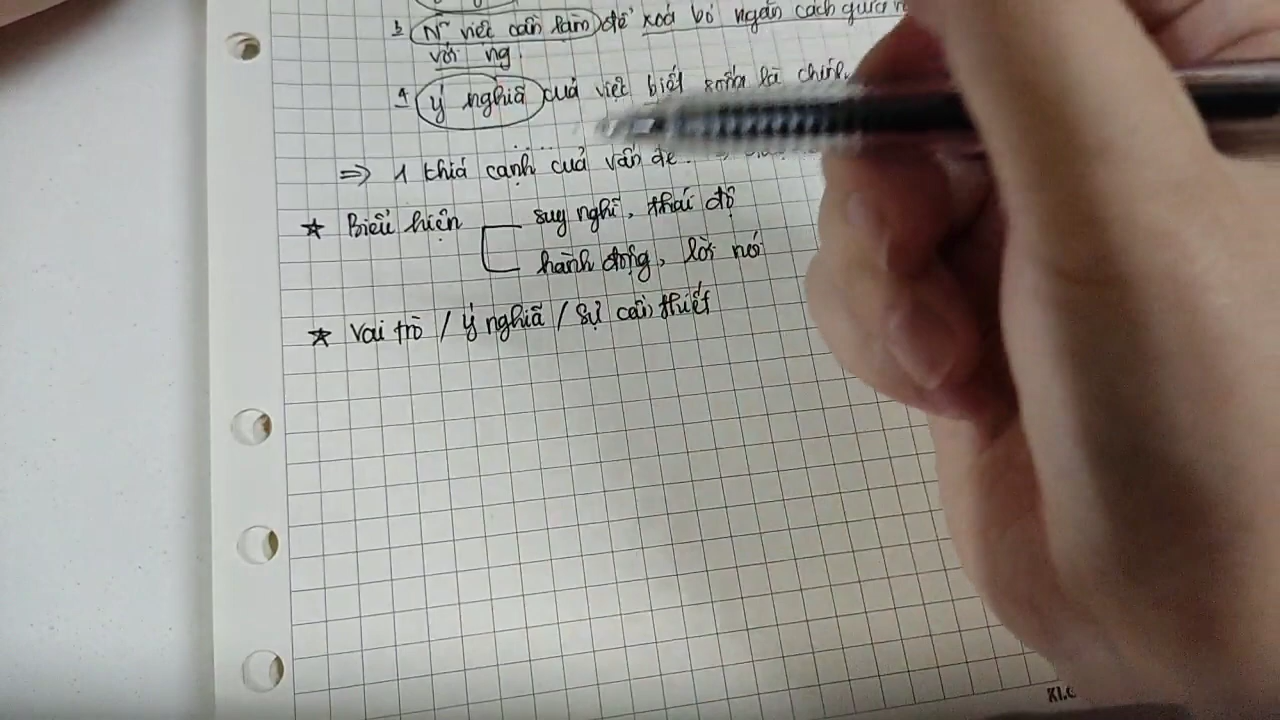 3 N~ việc cần làm để xoá bỏ ngăn cách giữa
với ng.
4 ý nghĩa của việc biết
=> 1 khía cạnh của vấn đề.
★ Biểu hiện
suy nghĩ, thái độ
hành động, lời nói
★ Vai trò / ý nghĩa / sự cần thiết